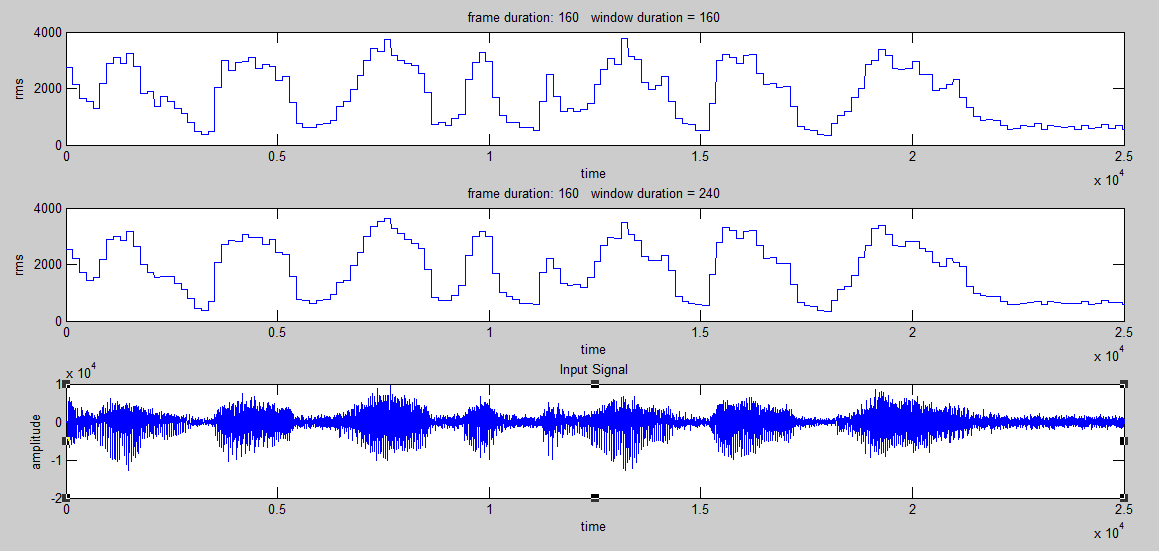 frame duration: 160 window duration = 160
4000
2000
0
rms
0 0.5 1 1.5 2 2.5
time
x 10^4
frame duration: 160 window duration = 240
4000
2000
0
rms
0 0.5 1 1.5 2 2.5
time
x 10^4
Input Signal
x 10^4
1
0
-1
-2
amplitude
0 0.5 1 1.5 2 2.5
time
x 10^4